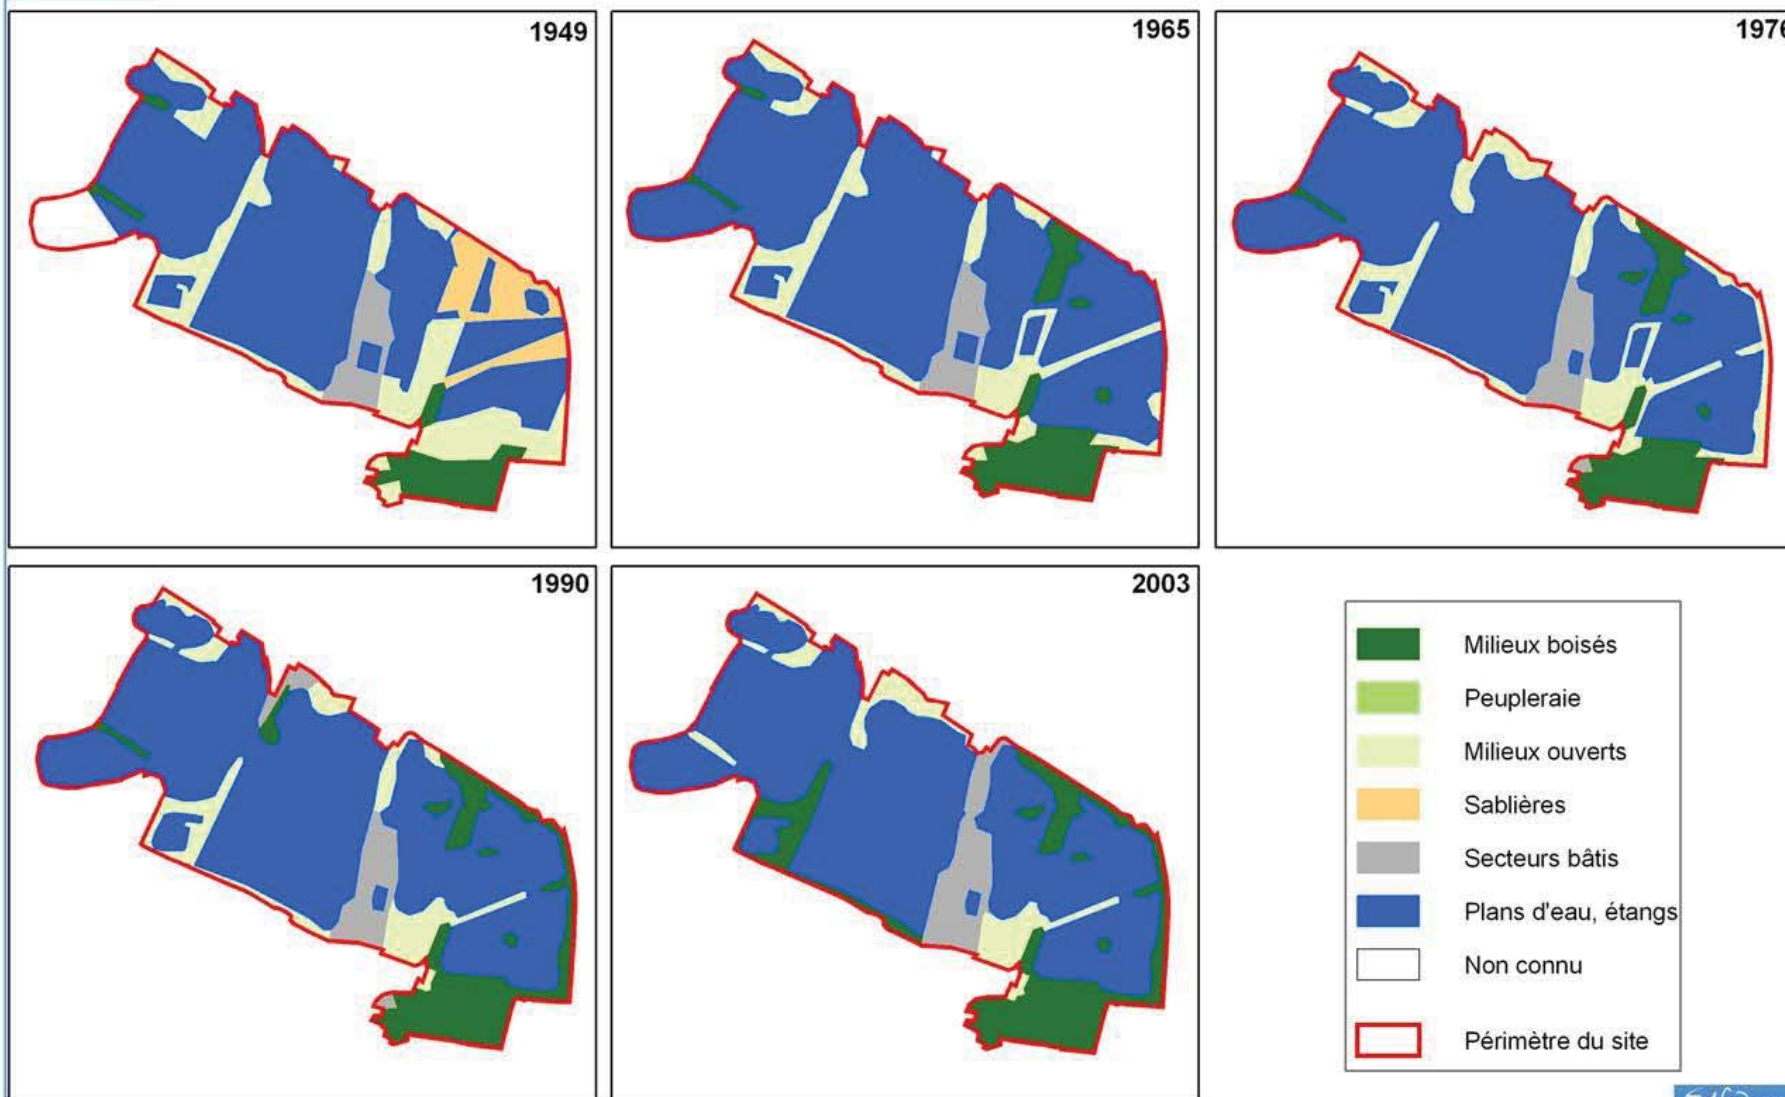 1949
1965
1976
1990
2003
Milieux boisés
Peupleraie
Milieux ouverts
Sablières
Secteurs bâtis
Plans d'eau, étangs
Non connu
Périmètre du site